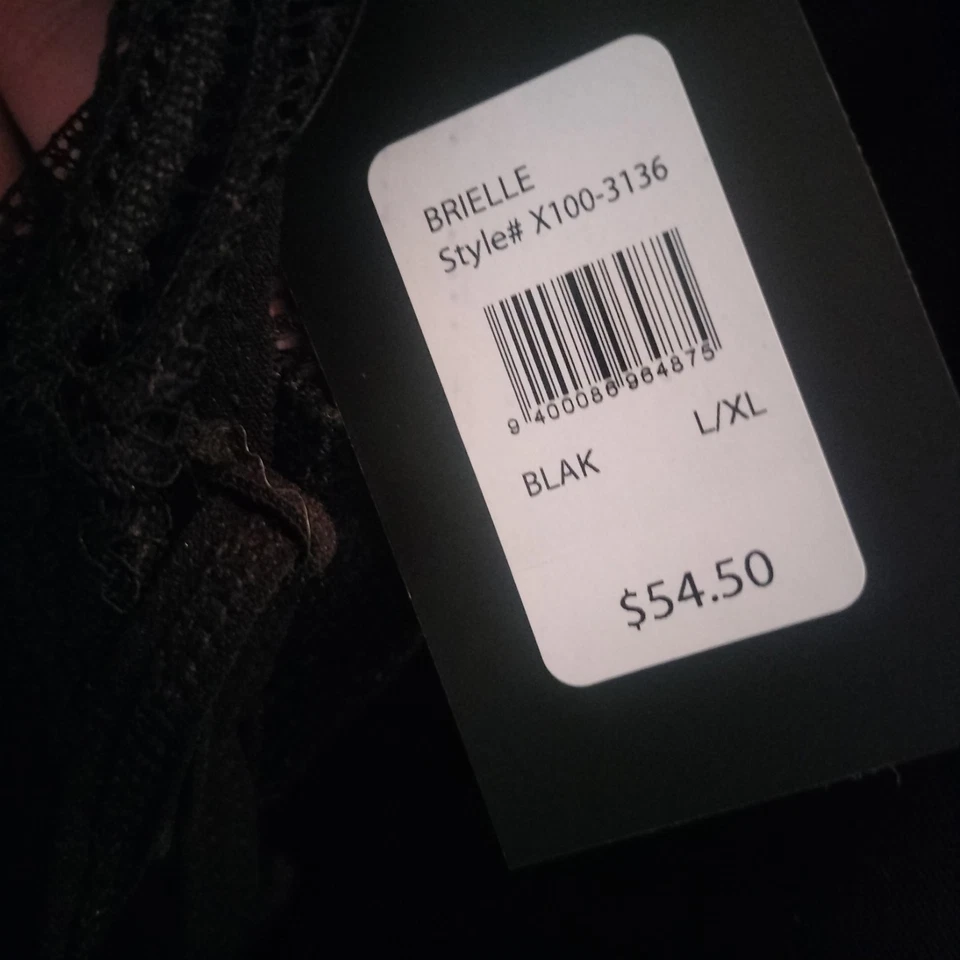 BRIELLE
Style# X100-3136
9 400086 964875
BLAK L/XL
$54.50